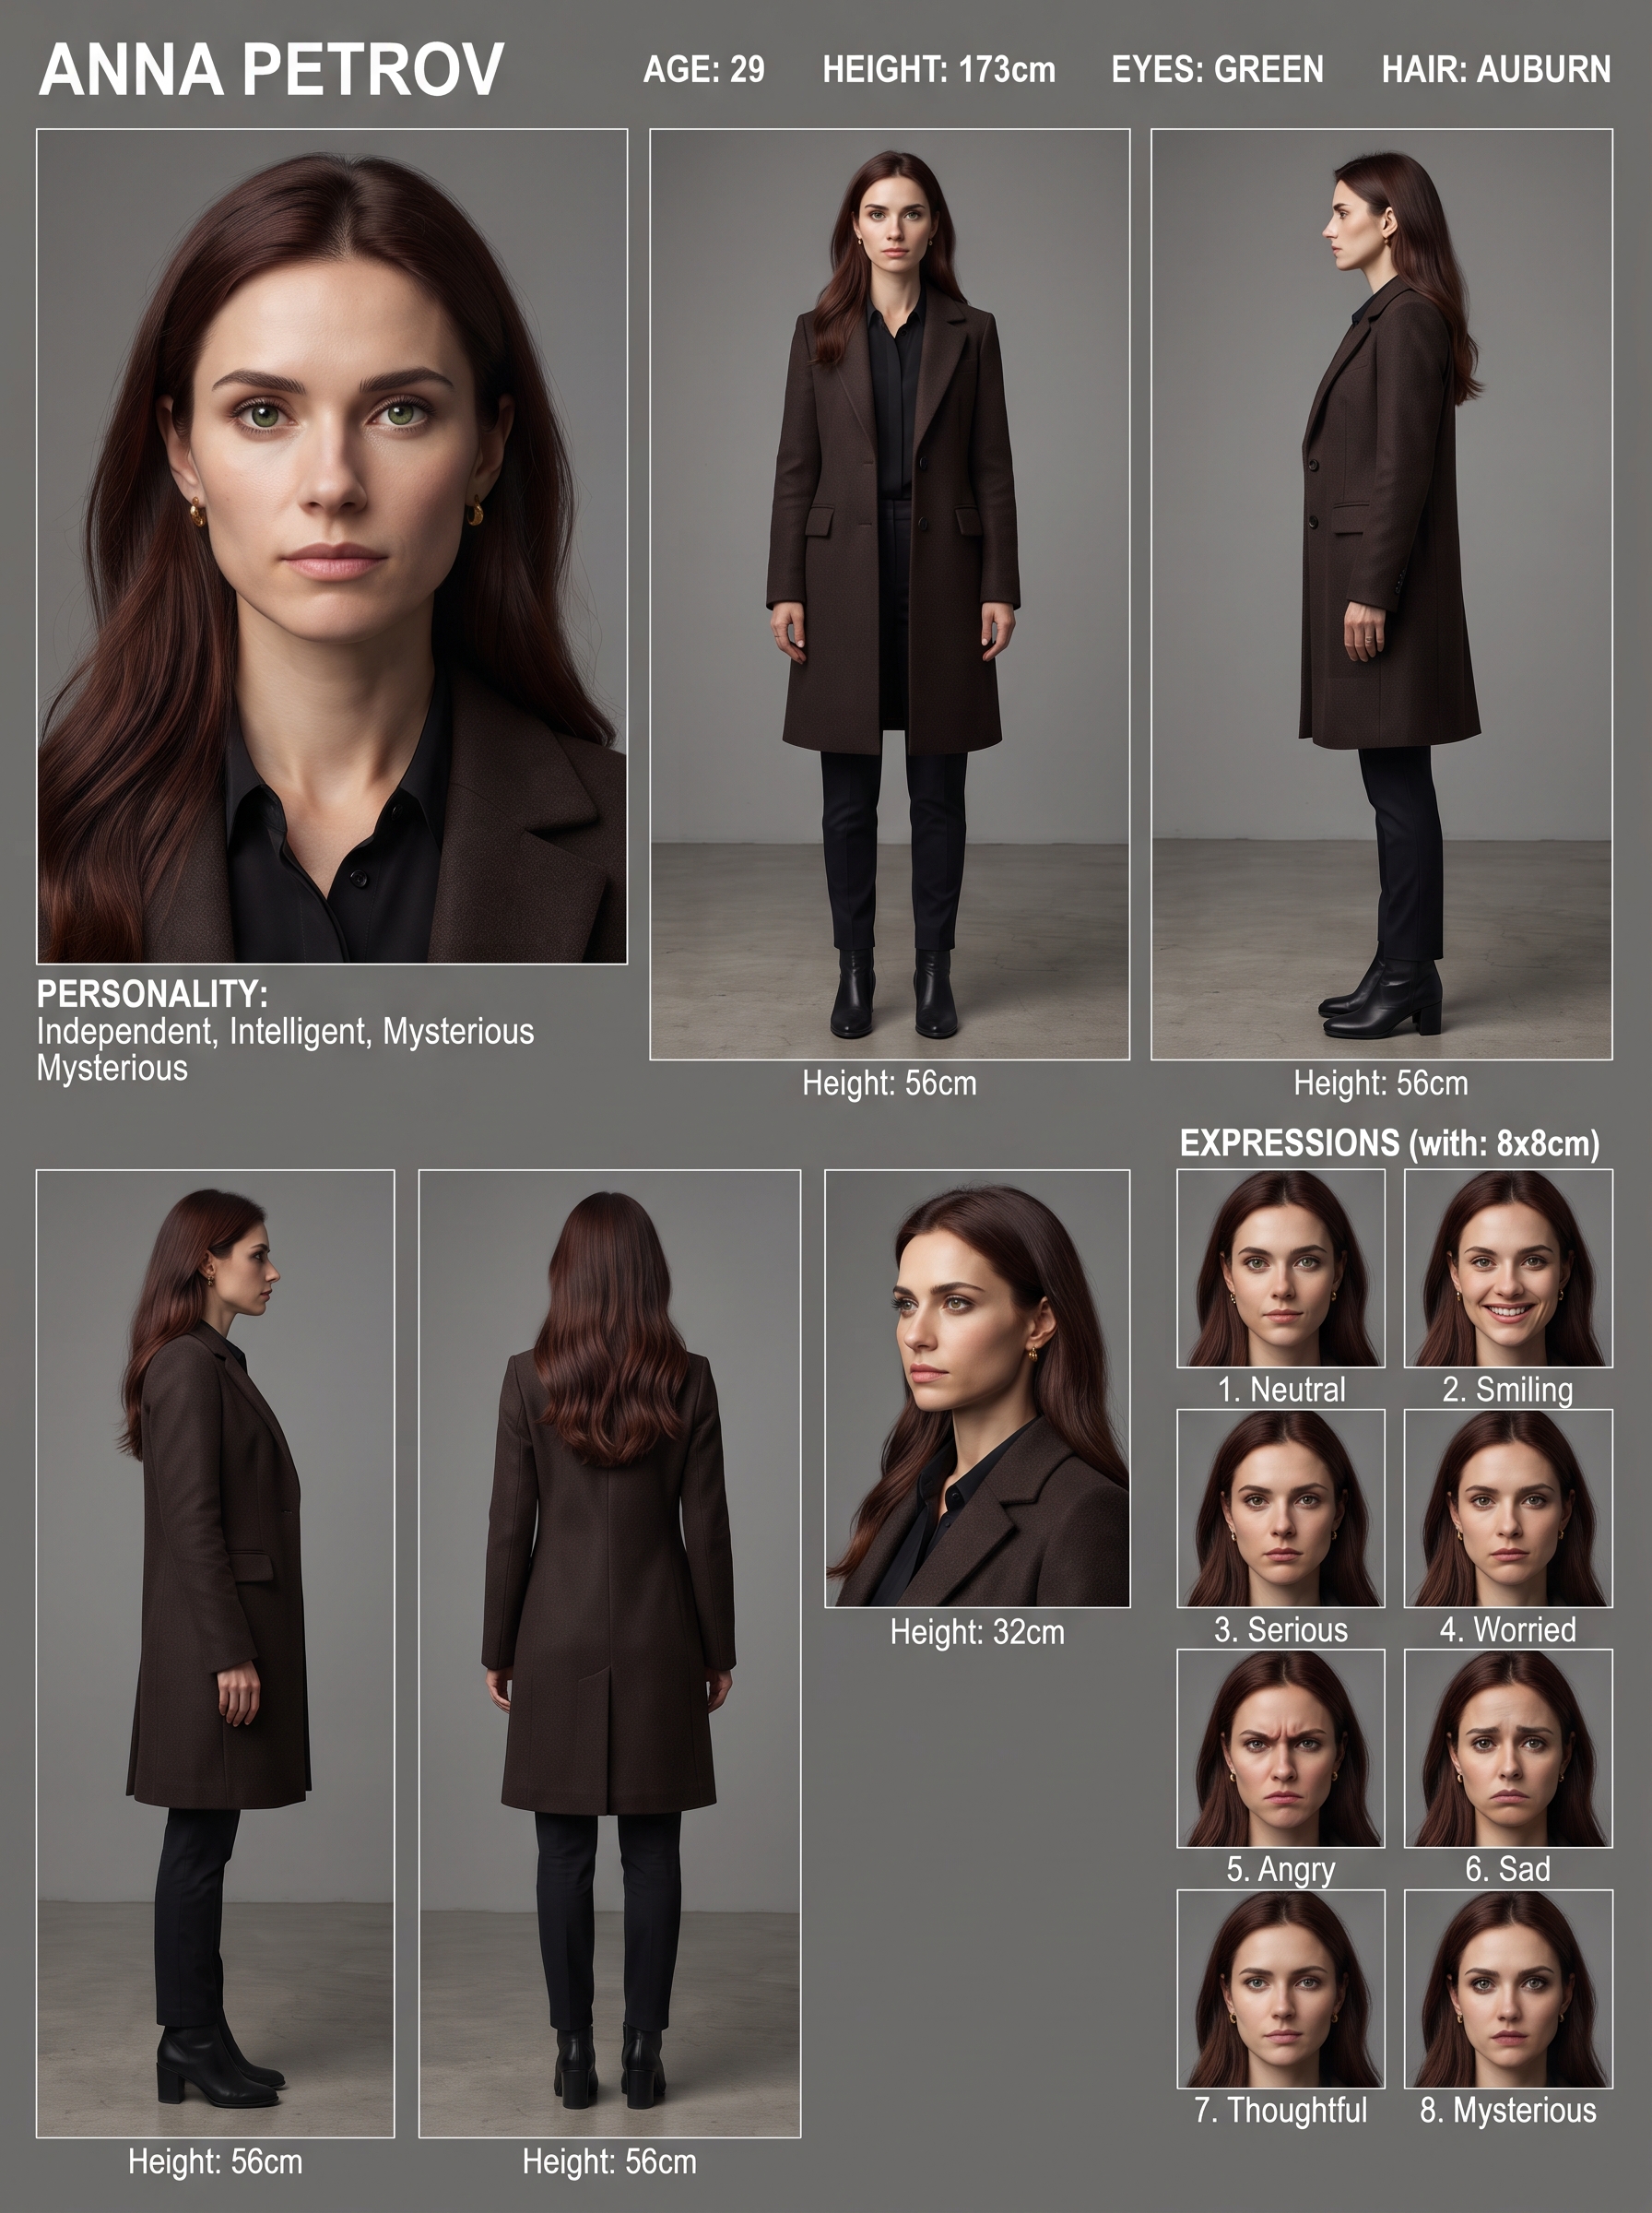 ANNA PETROV
AGE: 29 HEIGHT: 173cm EYES: GREEN HAIR: AUBURN
PERSONALITY:
Independent, Intelligent, Mysterious
Mysterious
Height: 56cm
Height: 56cm
EXPRESSIONS (with: 8x8cm)
1. Neutral
2. Smiling
3. Serious
4. Worried
5. Angry
6. Sad
7. Thoughtful
8. Mysterious
Height: 32cm
Height: 56cm
Height: 56cm